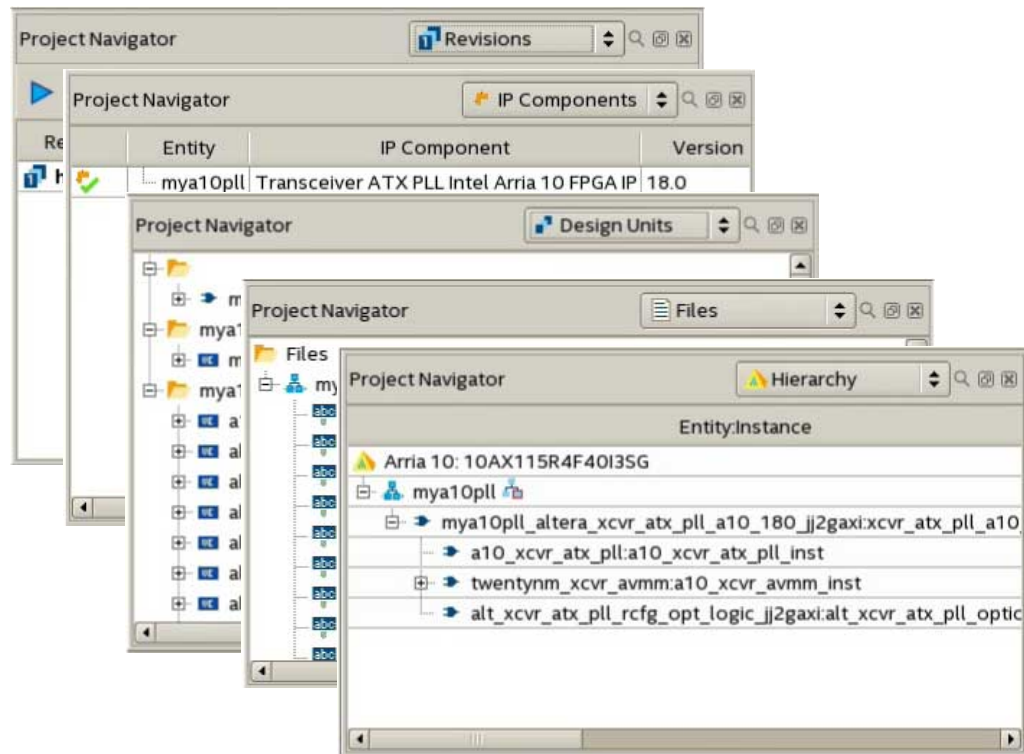 Project Navigator Revisions
Project Navigator IP Components
Entity IP Component Version
mya10pll Transceiver ATX PLL Intel Arria 10 FPGA IP 18.0
Project Navigator Design Units
Project Navigator Files
Files
Project Navigator Hierarchy
Entity:Instance
Arria 10: 10AX115R4F40I3SG
mya10pll
mya10pll_altera_xcvr_atx_pll_a10_180_jj2gaxi:xcvr_atx_pll_a10_
a10_xcvr_atx_pll:a10_xcvr_atx_pll_inst
twentynm_xcvr_avmm:a10_xcvr_avmm_inst
alt_xcvr_atx_pll_rcfg_opt_logic_jj2gaxi:alt_xcvr_atx_pll_optic